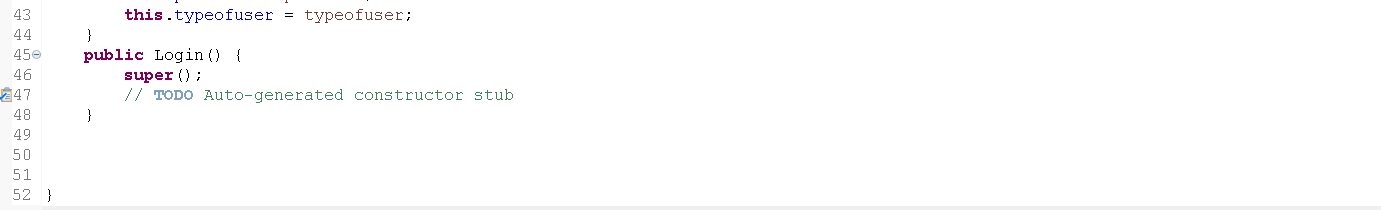 43 this.typeofuser = typeofuser;
44 }
45 public Login() {
46 super();
47 // TODO Auto-generated constructor stub
48 }
49
50
51
52 }